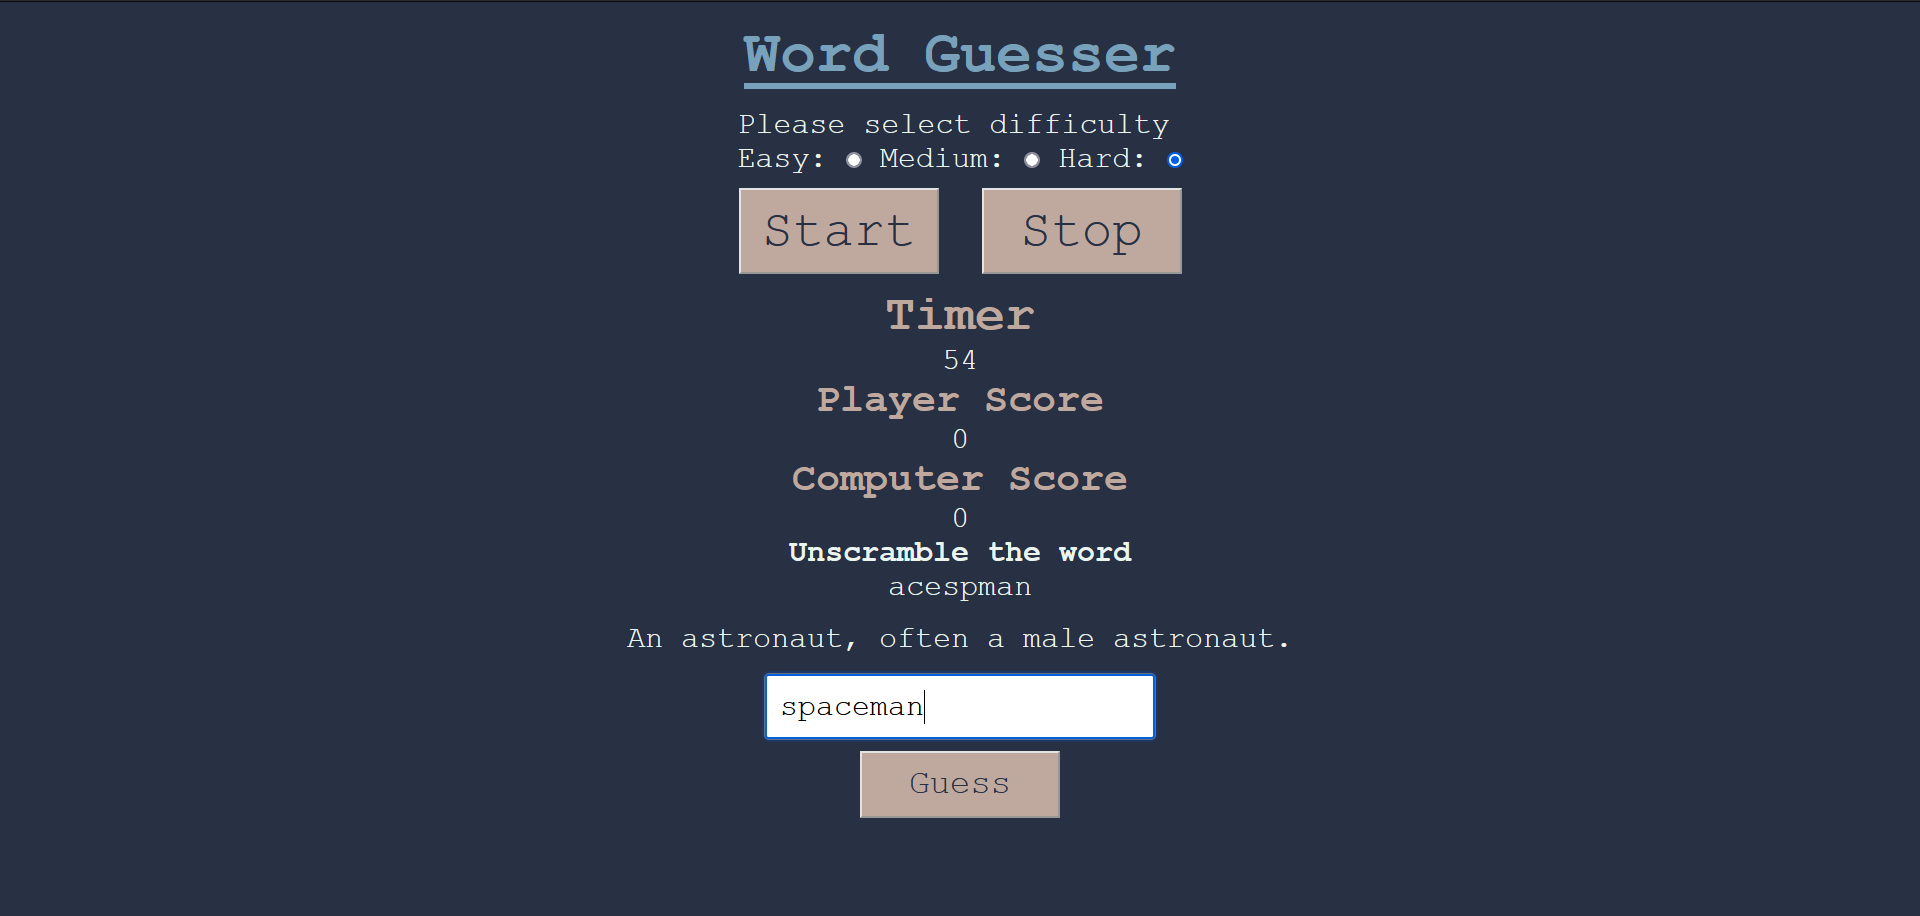 Word Guesser
Please select difficulty
Easy: Medium: Hard:
Start Stop
Timer
54
Player Score
0
Computer Score
0
Unscramble the word
acespman
An astronaut, often a male astronaut.
spaceman
Guess